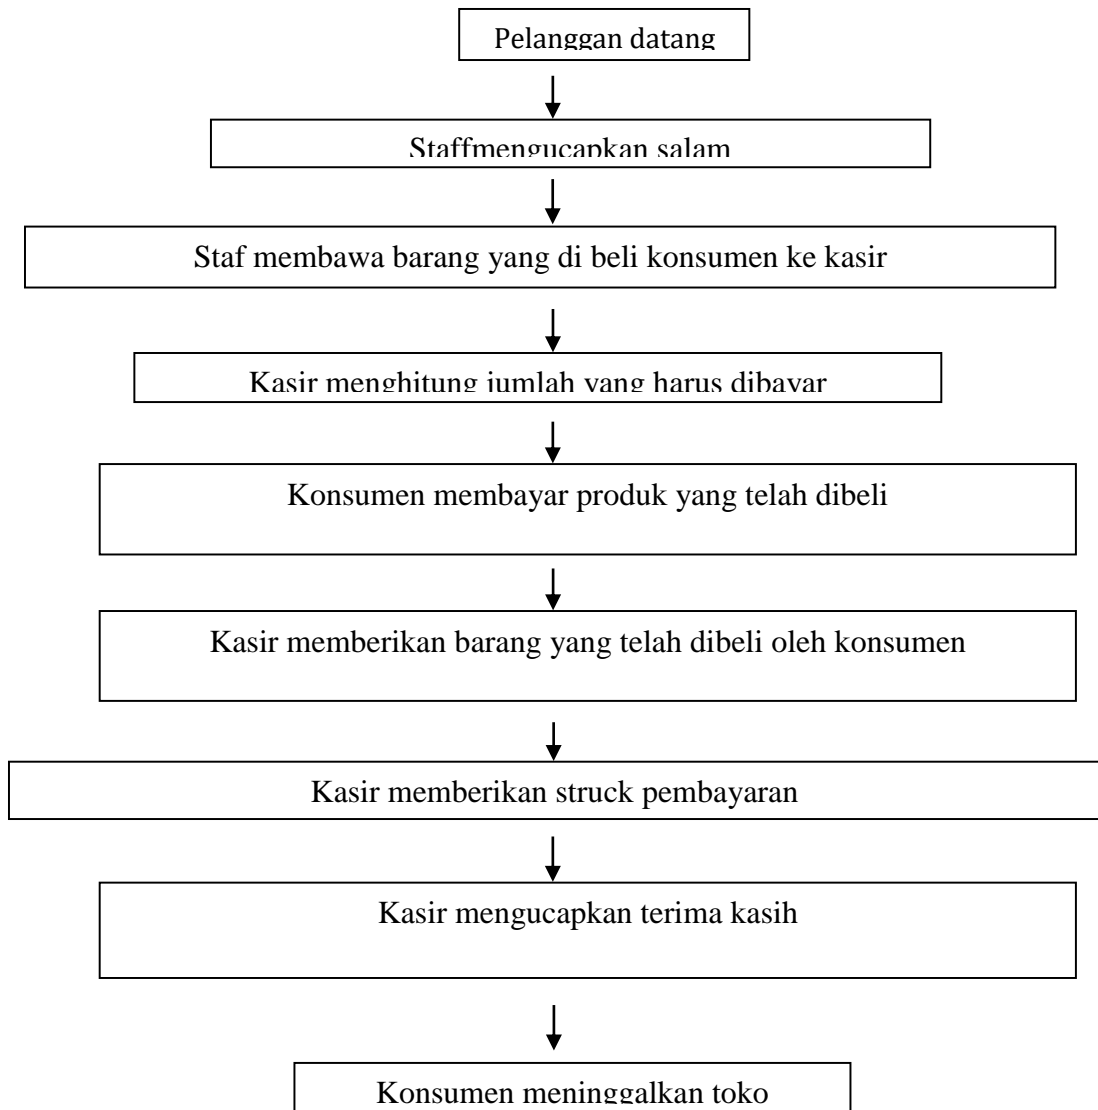 Pelanggan datang
Staffmengucapkan salam
Staf membawa barang yang di beli konsumen ke kasir
Kasir menghitung jumlah yang harus dibayar
Konsumen membayar produk yang telah dibeli
Kasir memberikan barang yang telah dibeli oleh konsumen
Kasir memberikan struck pembayaran
Kasir mengucapkan terima kasih
Konsumen meninggalkan toko